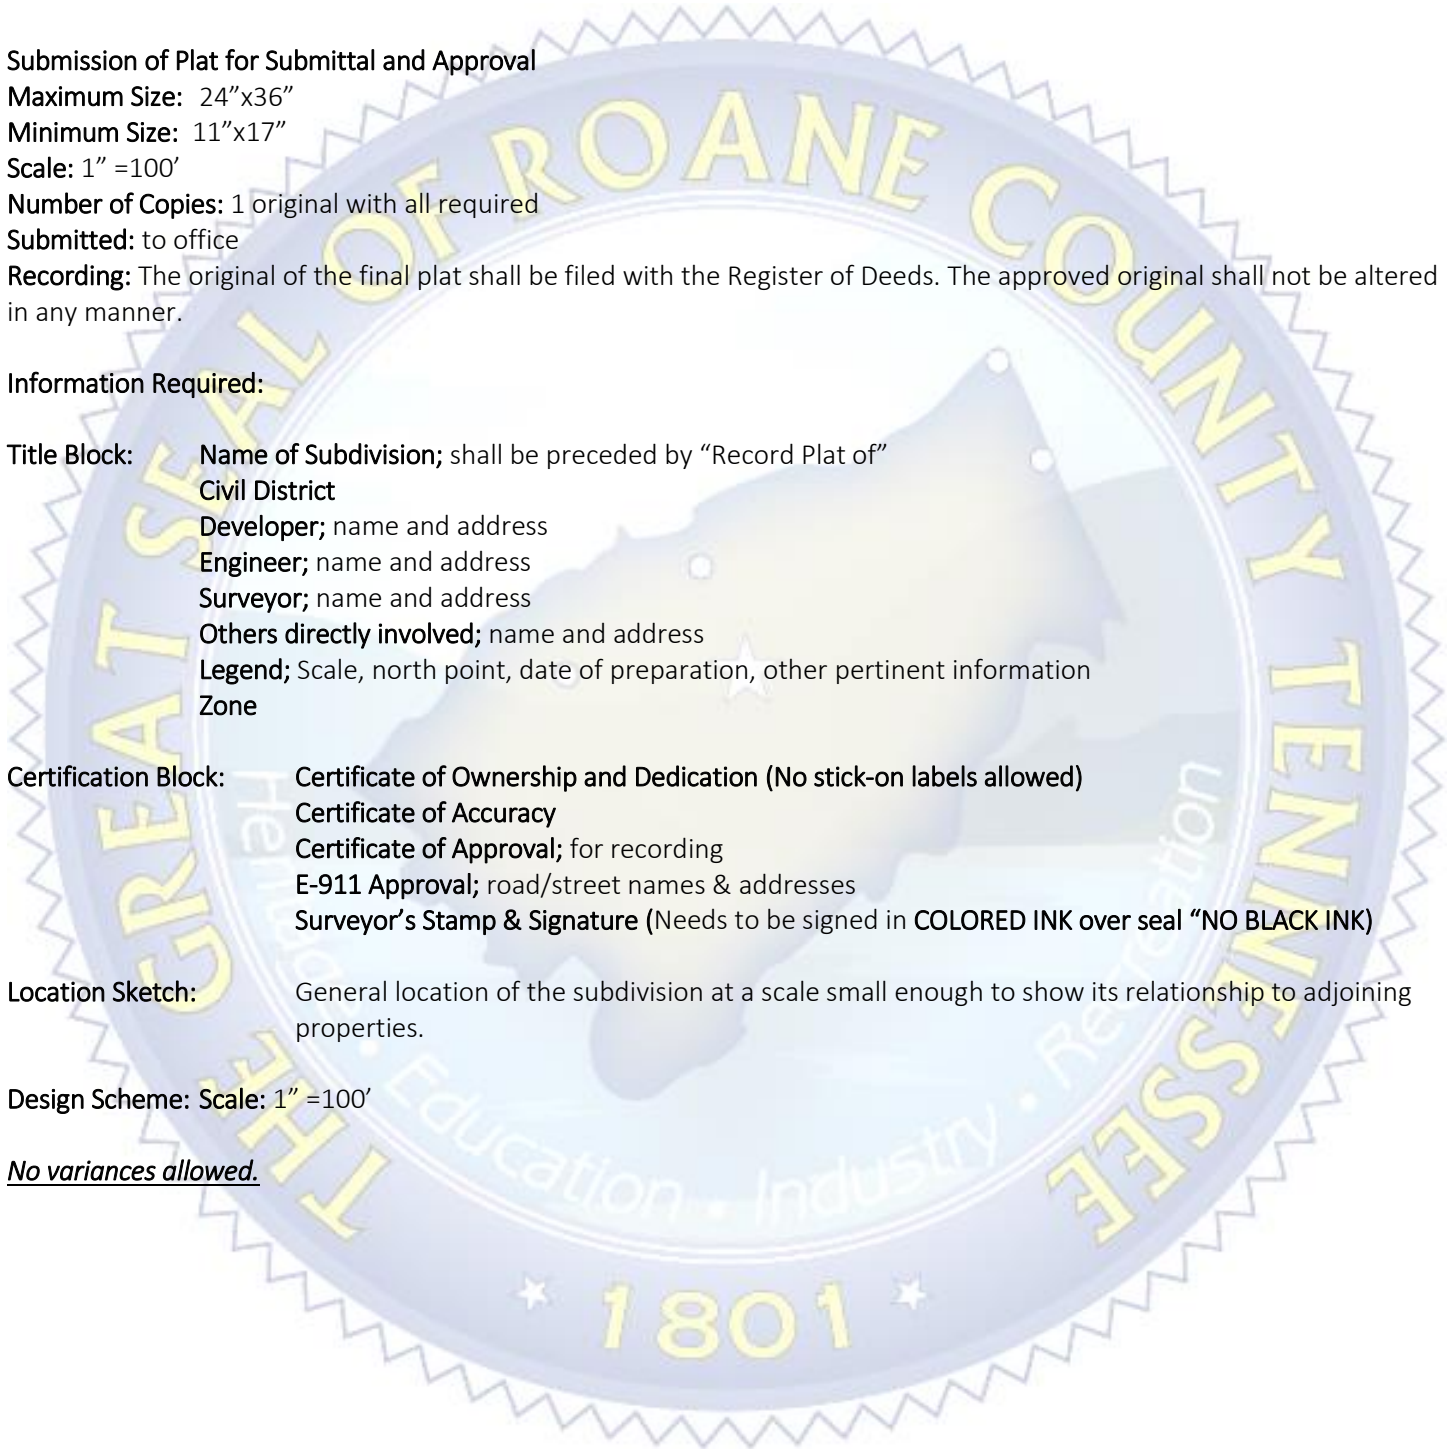 Submission of Plat for Submittal and Approval
Maximum Size: 24”x36”
Minimum Size: 11”x17”
Scale: 1” =100’
Number of Copies: 1 original with all required
Submitted: to office
Recording: The original of the final plat shall be filed with the Register of Deeds. The approved original shall not be altered
in any manner.
Information Required:
Title Block: Name of Subdivision; shall be preceded by “Record Plat of”
Civil District
Developer; name and address
Engineer; name and address
Surveyor; name and address
Others directly involved; name and address
Legend; Scale, north point, date of preparation, other pertinent information
Zone
Certification Block: Certificate of Ownership and Dedication (No stick-on labels allowed)
Certificate of Accuracy
Certificate of Approval; for recording
E-911 Approval; road/street names & addresses
Surveyor’s Stamp & Signature (Needs to be signed in COLORED INK over seal “NO BLACK INK)
Location Sketch: General location of the subdivision at a scale small enough to show its relationship to adjoining
properties.
Design Scheme: Scale: 1” =100’
No variances allowed.
THE GREAT SEAL OF ROANE COUNTY TENNESSEE
Heritage • Education • Industry • Recreation
1801